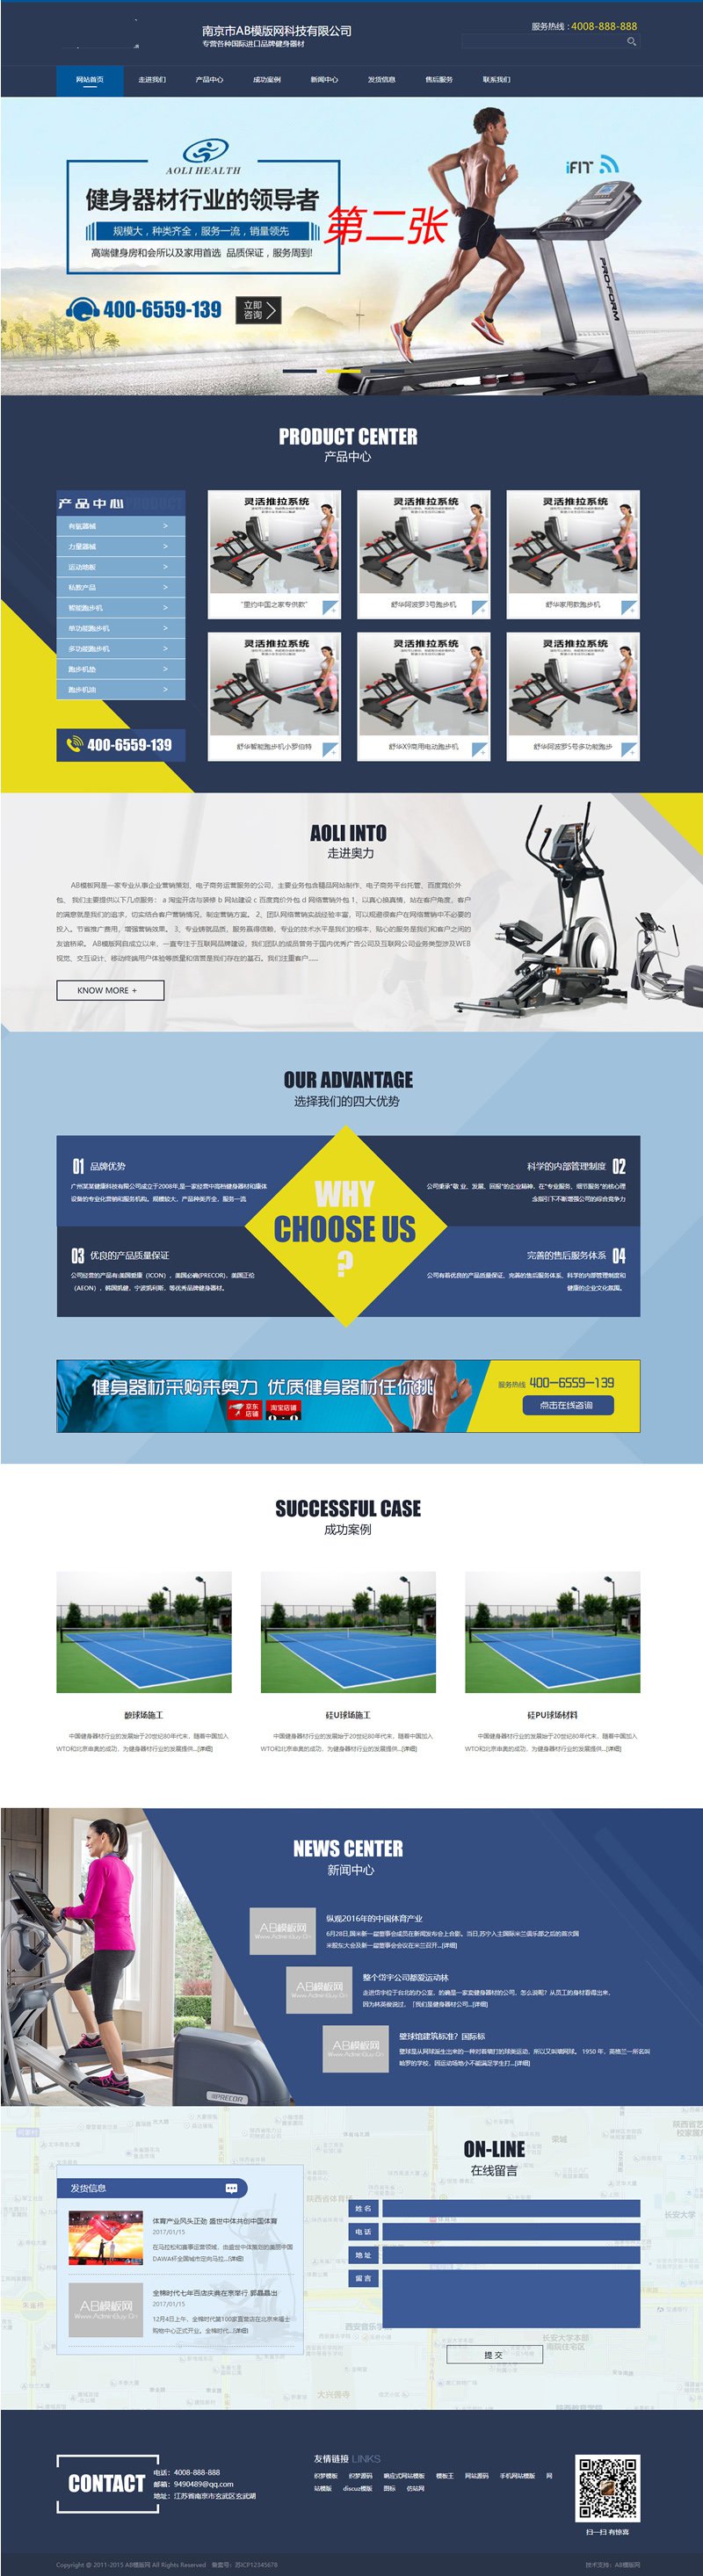 南京市AB模版网科技有限公司
专营各种国际进口品牌健身器材
服务热线：4008-888-888
网站首页 走进我们 产品中心 成功案例 新闻中心 发货信息 售后服务 联系我们
AOLI HEALTH
健身器材行业的领导者
规模大，种类齐全，服务一流，销量领先
高端健身房和会所以及家用首选 品质保证，服务周到!
第二张
400-6559-139
立即
咨询
iFIT
PRO-FORM
PRODUCT CENTER
产品中心
产品中心
有氧器械 >
力量器械 >
运动地板 >
私教产品 >
智能跑步机 >
单功能跑步机 >
多功能跑步机 >
跑步机垫 >
跑步机油 >
400-6559-139
灵活推拉系统
灵活推拉系统
灵活推拉系统
"里约中国之家专供款"
舒华阿波罗3号跑步机
舒华家用款跑步机
灵活推拉系统
灵活推拉系统
灵活推拉系统
舒华智能跑步机小罗伯特
舒华X9商用电动跑步机
舒华阿波罗5号多功能跑步
AOLI INTO
走进奥力
AB模板网是一家专业从事企业营销策划、电子商务运营服务的公司，主要业务包含精品网站制作、电子商务平台托管、百度竞价外
包。 我们主要提供以下几点服务： a 淘宝开店与装修 b 网站建设 c 百度竞价外包 d 网络营销外包 1、以真心换真情，站在客户角度，客户
的满意就是我们的追求，切实结合客户营销情况，制定营销方案。 2、团队网络营销实战经验丰富，可以规避很客户在网络营销中不必要的
投入。节省推广费用，增强营销效果。 3、专业铸就品质，服务赢得信赖，专业的技术水平是我们的根本，贴心的服务是我们和客户之间的
友谊桥梁。 AB模板网自成立以来，一直专注于互联网品牌建设，我们团队的成员曾务于国内优秀广告公司及互联网公司业务类型涉及WEB
视觉、交互设计、移动终端用户体验等质量和信誉是我们存在的基石。我们注重客户......
KNOW MORE +
OUR ADVANTAGE
选择我们的四大优势
01 品牌优势
广州某某健康科技有限公司成立于2008年,是一家经营中高档健身器材和康体
设备的专业化营销和服务机构。规模较大，产品种类齐全，服务一流
科学的内部管理制度 02
公司秉承"敬 业、发展、回报"的企业精神，在"专业服务、细节服务"的核心理
念指引下不断增强公司的综合竞争力
WHY
CHOOSE US
?
03 优良的产品质量保证
公司经营的产品有:美国爱康（ICON）、美国必确(PRECOR)、美国正伦
（AEON）、韩国凯健、宁波凯利斯、等优秀品牌健身器材。
完善的售后服务体系 04
公司有着优良的产品质量保证、完善的售后服务体系、科学的内部管理制度和
健康的企业文化氛围。
健身器材采购来奥力 优质健身器材任你挑
京东
店铺
淘宝店铺
服务热线 400-6559-139
点击在线咨询
SUCCESSFUL CASE
成功案例
硅U球场施工
硅PU球场材料
中国健身器材行业的发展始于20世纪80年代末，随着中国加入
WTO和北京申奥的成功，为健身器材行业的发展提供...[详细]
中国健身器材行业的发展始于20世纪80年代末，随着中国加入
WTO和北京申奥的成功，为健身器材行业的发展提供...[详细]
中国健身器材行业的发展始于20世纪80年代末，随着中国加入
WTO和北京申奥的成功，为健身器材行业的发展提供...[详细]
NEWS CENTER
新闻中心
AB模板网
纵观2016年的中国体育产业
6月28日,国米新一届董事会成员在新闻发布会上合影。当日,苏宁入主国际米兰俱乐部之后的首次国
米股东大会及新一届董事会会议在米兰召开...[详细]
AB模板网
整个岱宇公司都爱运动林
走进岱宇位于台北的办公室，的确是一家卖健身器材的公司，怎么说呢？从员工的身材看得出来，
因为林英俊说过，「我们是健身器材公司...[详细]
AB模板网
壁球馆建筑标准？国际标
壁球是从网球派生出来的一种对着墙打的球类运动，所以又叫墙网球。 1950 年，英格兰一所名叫
哈罗的学校，因运动场地小不能满足学生打...[详细]
PRECOR
ON-LINE
在线留言
发货信息
体育产业风头正劲 盛世中体共创中国体育
2017/01/15
在马拉松和赛事运营领域，由盛世中体策划的美丽中国
DAWA杯全国城市定向马拉...[详细]
AB模板网
全棉时代七年百店庆典在京举行 郭晶晶出
2017/01/15
12月4日上午，全棉时代第100家直营店在北京来福士
购物中心正式开业。全棉时代...[详细]
姓 名
电 话
地 址
留 言
提 交
CONTACT
电话：4008-888-888
邮箱：9490489@qq.com
地址：江苏省南京市玄武区玄武湖
友情链接 LINKS
织梦模板 织梦源码 响应式网站模板 模板王 网站源码 手机网站模版 网
站模版 discuz模版 图标 仿站网
扫一扫 有惊喜
Copyright @ 2011-2015 AB模板网 All Rights Reserved 备案号：苏ICP12345678
技术支持：AB模板网